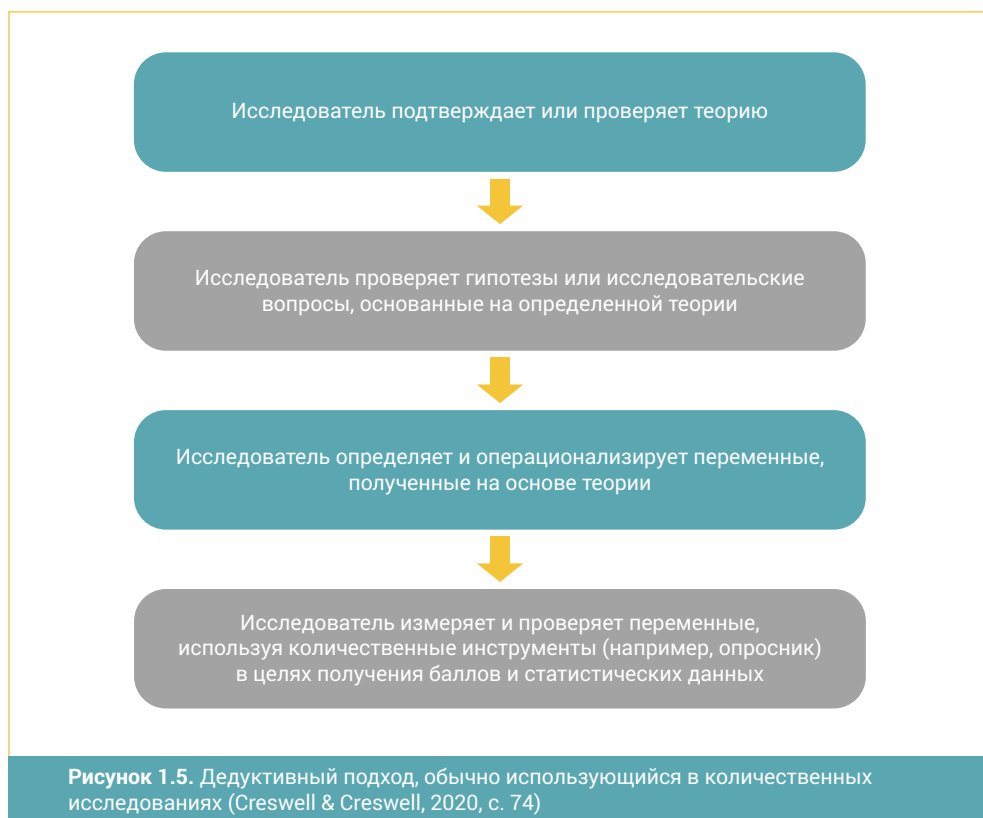 Исследователь подтверждает или проверяет теорию
Исследователь проверяет гипотезы или исследовательские
вопросы, основанные на определенной теории
Исследователь определяет и операционализирует переменные,
полученные на основе теории
Исследователь измеряет и проверяет переменные,
используя количественные инструменты (например, опросник)
в целях получения баллов и статистических данных
Рисунок 1.5. Дедуктивный подход, обычно использующийся в количественных
исследованиях (Creswell & Creswell, 2020, с. 74)